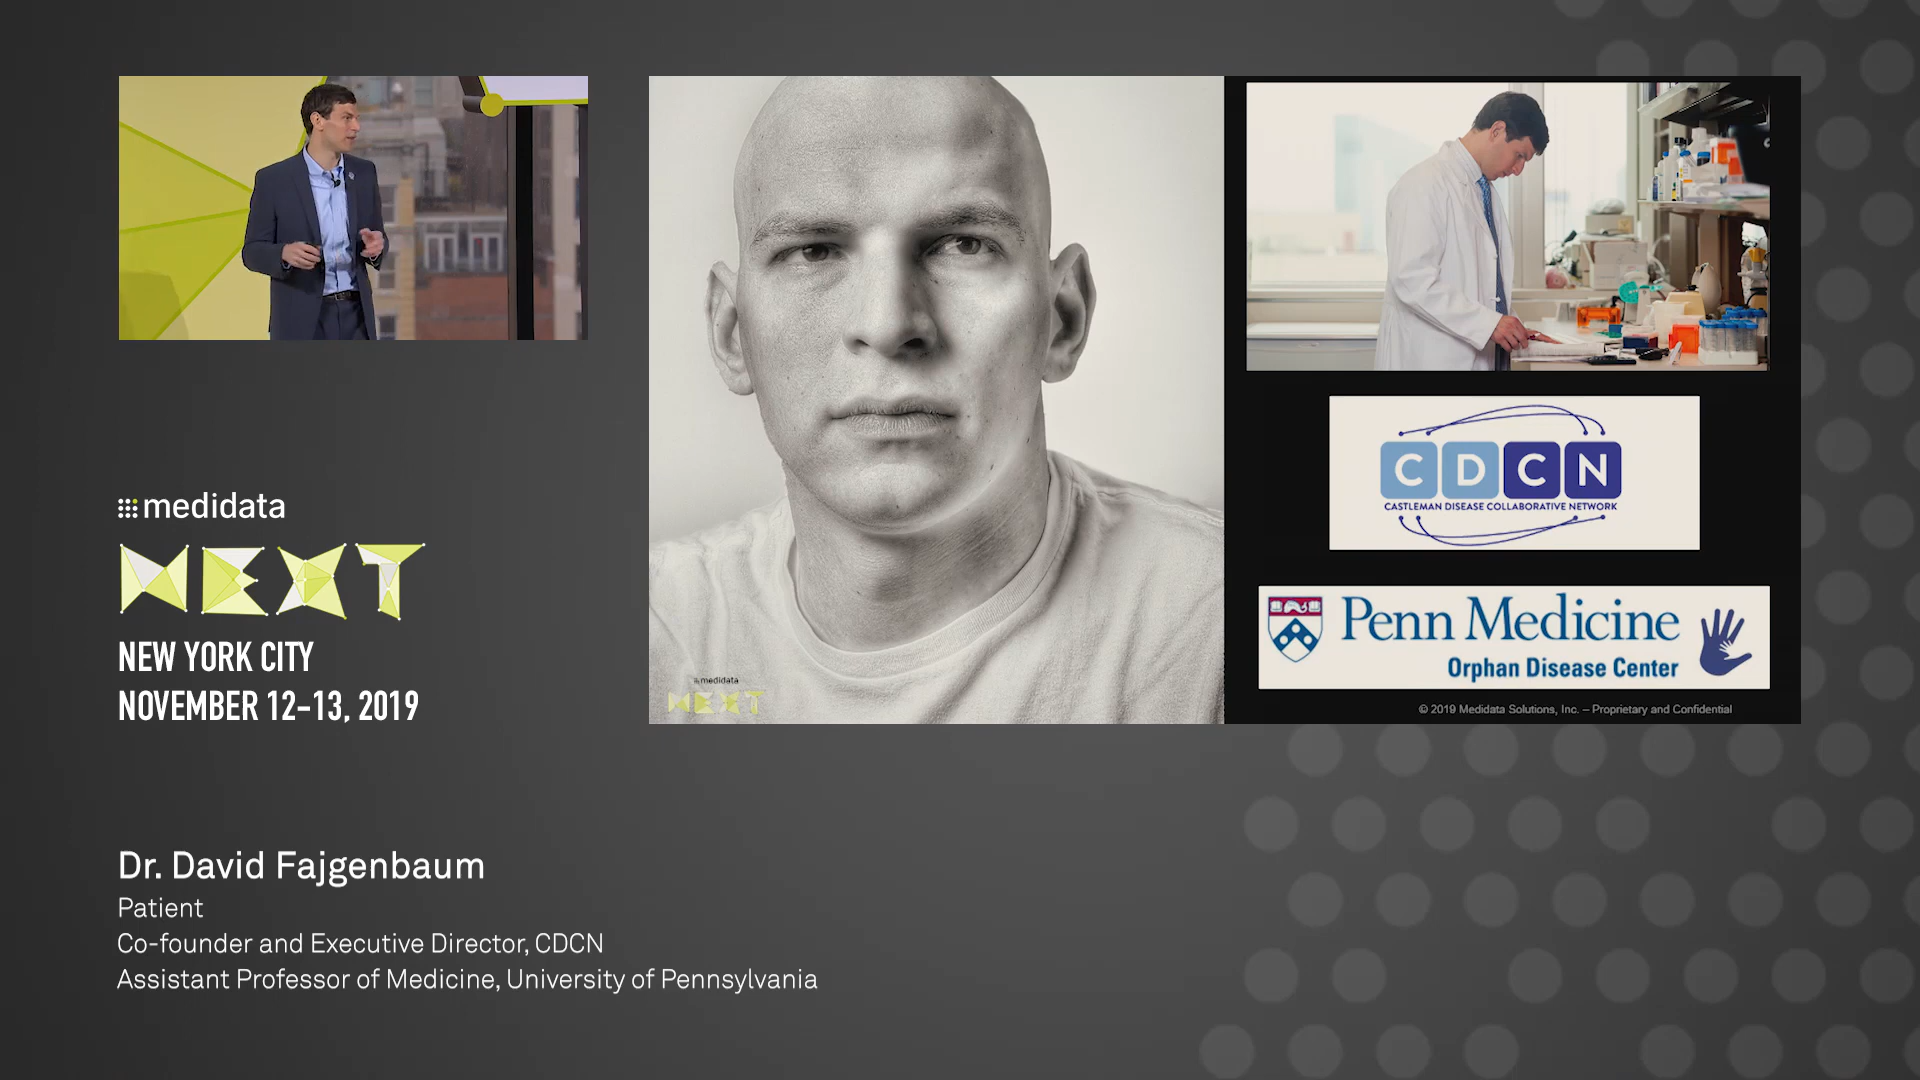 medidata
NEXT
NEW YORK CITY
NOVEMBER 12-13, 2019
medidata
NEXT
CDCN
CASTLEMAN DISEASE COLLABORATIVE NETWORK
Penn Medicine
Orphan Disease Center
© 2019 Medidata Solutions, Inc. – Proprietary and Confidential
Dr. David Fajgenbaum
Patient
Co-founder and Executive Director, CDCN
Assistant Professor of Medicine, University of Pennsylvania